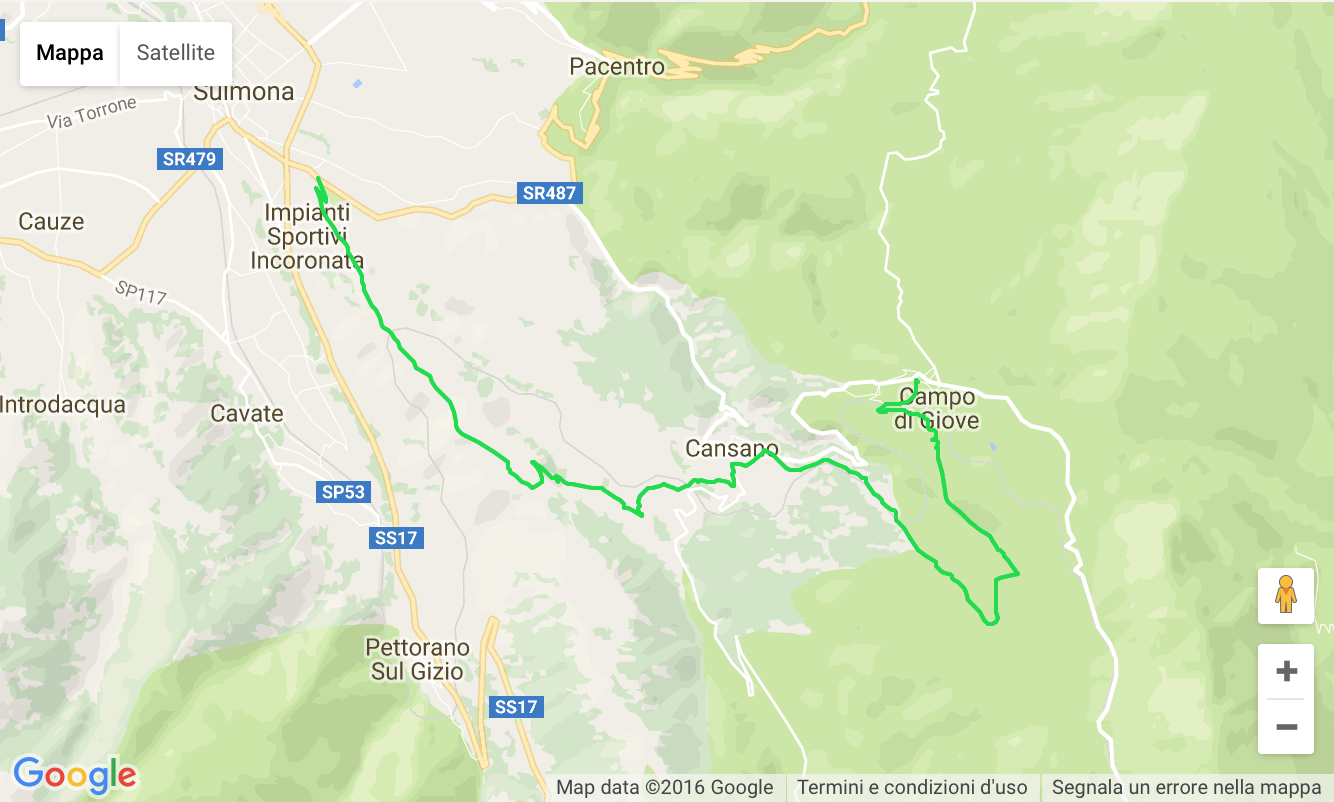 Mappa
Satellite
Pacentro
Sulmona
Via Torrone
SR479
SR487
Cauze
Impianti
Sportivi
Incoronata
SP117
Introdacqua
Cavate
Campo
di Giove
Cansano
SP53
SS17
Pettorano
Sul Gizio
SS17
Google
Map data ©2016 Google
Termini e condizioni d'uso
Segnala un errore nella mappa